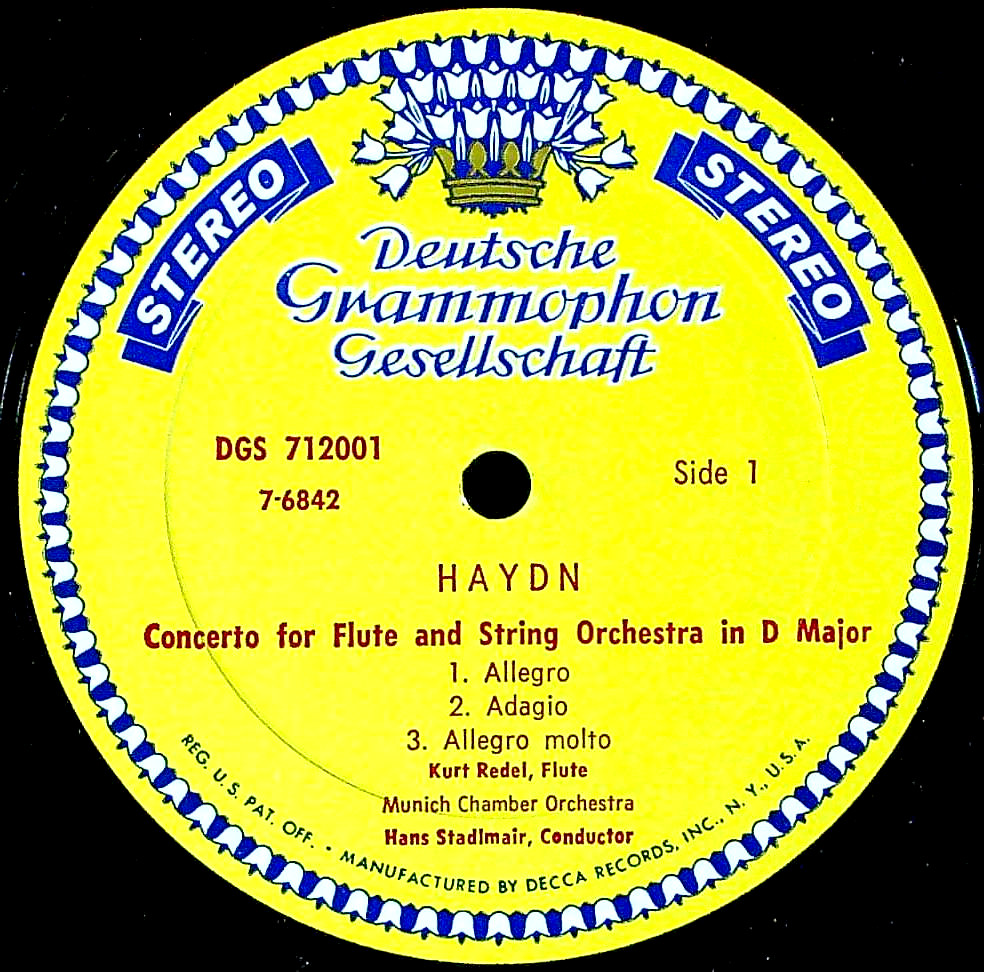 STEREO
STEREO
Deutsche
Grammophon
Gesellschaft
DGS 712001
7-6842
Side 1
HAYDN
Concerto for Flute and String Orchestra in D Major
1. Allegro
2. Adagio
3. Allegro molto
Kurt Redel, Flute
Munich Chamber Orchestra
Hans Stadlmair, Conductor
REG. U. S. PAT. OFF. • MANUFACTURED BY DECCA RECORDS, INC., N. Y., U. S. A.